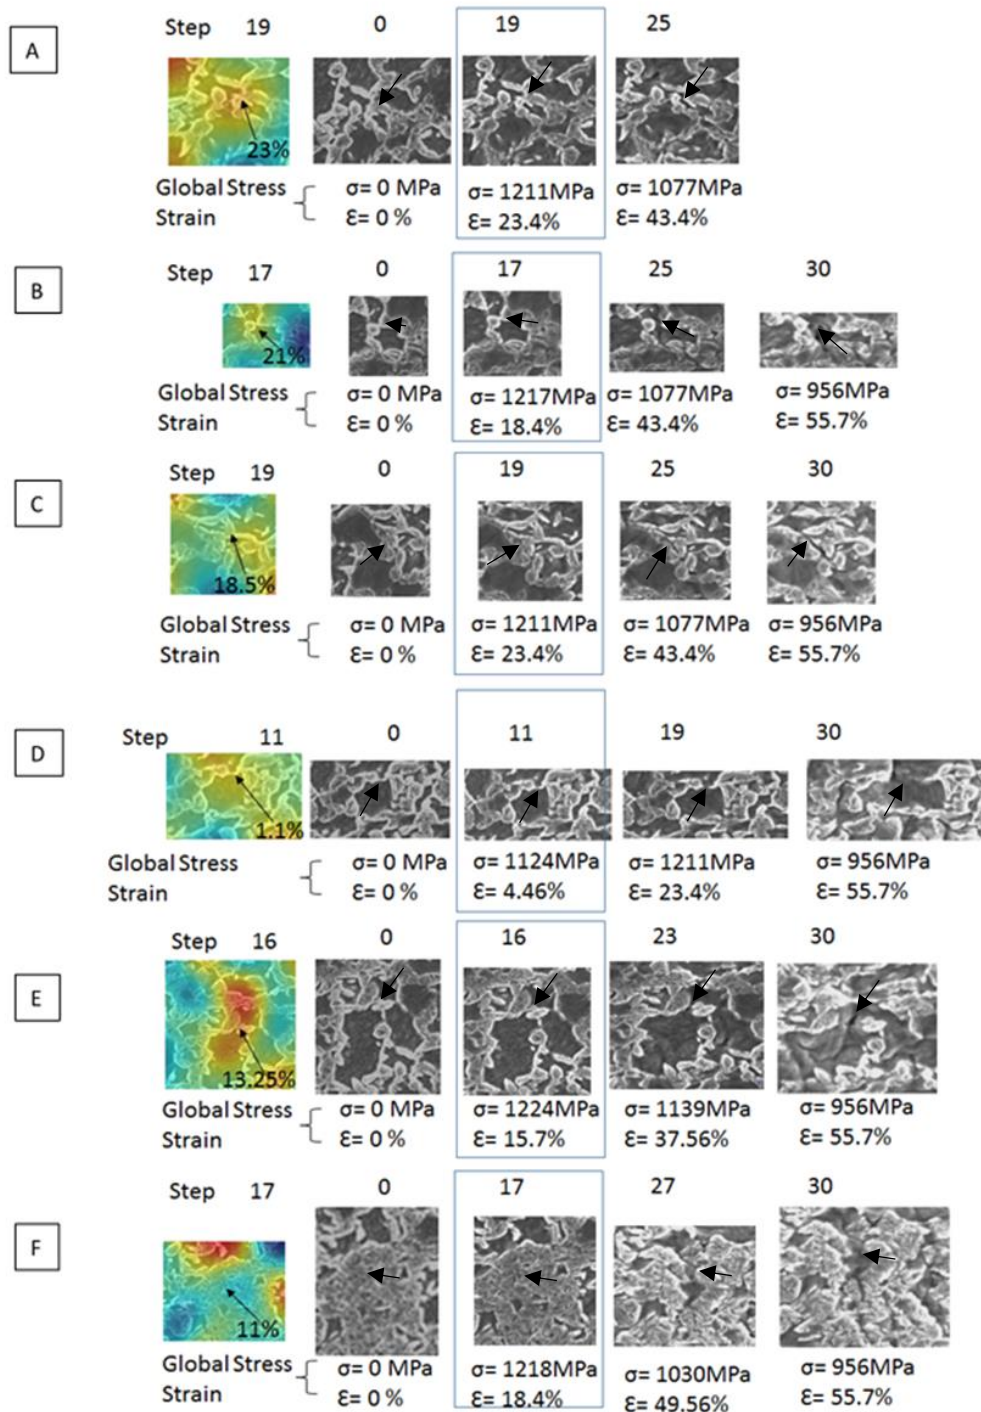 A
Step 19 0 19 25
23%
Global Stress σ= 0 MPa σ= 1211MPa σ= 1077MPa
Strain Ɛ= 0 % Ɛ= 23.4% Ɛ= 43.4%
B
Step 17 0 17 25 30
21%
Global Stress σ= 0 MPa σ= 1217MPa σ= 1077MPa σ= 956MPa
Strain Ɛ= 0 % Ɛ= 18.4% Ɛ= 43.4% Ɛ= 55.7%
C
Step 19 0 19 25 30
18.5%
Global Stress σ= 0 MPa σ= 1211MPa σ= 1077MPa σ= 956MPa
Strain Ɛ= 0 % Ɛ= 23.4% Ɛ= 43.4% Ɛ= 55.7%
D
Step 11 0 11 19 30
1.1%
Global Stress σ= 0 MPa σ= 1124MPa σ= 1211MPa σ= 956MPa
Strain Ɛ= 0 % Ɛ= 4.46% Ɛ= 23.4% Ɛ= 55.7%
E
Step 16 0 16 23 30
13.25%
Global Stress σ= 0 MPa σ= 1224MPa σ= 1139MPa σ= 956MPa
Strain Ɛ= 0 % Ɛ= 15.7% Ɛ= 37.56% Ɛ= 55.7%
F
Step 17 0 17 27 30
11%
Global Stress σ= 0 MPa σ= 1218MPa σ= 1030MPa σ= 956MPa
Strain Ɛ= 0 % Ɛ= 18.4% Ɛ= 49.56% Ɛ= 55.7%